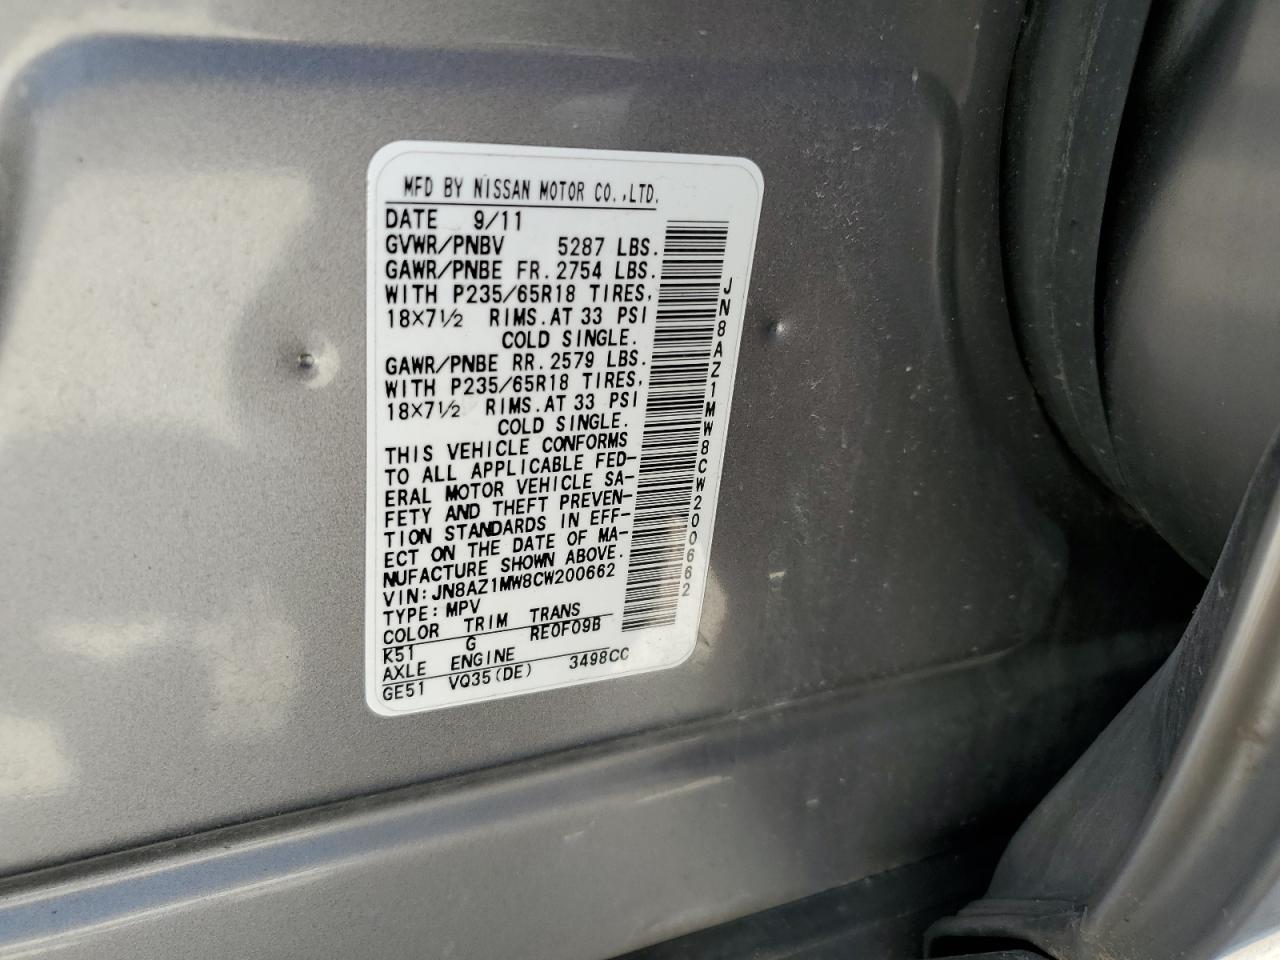 MFD BY NISSAN MOTOR CO.,LTD.
DATE 9/11
GVWR/PNBV 5287 LBS.
GAWR/PNBE FR. 2754 LBS.
WITH P235/65R18 TIRES,
18×7½ RIMS. AT 33 PSI
COLD SINGLE.
GAWR/PNBE RR. 2579 LBS.
WITH P235/65R18 TIRES,
18×7½ RIMS. AT 33 PSI
COLD SINGLE.
THIS VEHICLE CONFORMS
TO ALL APPLICABLE FED-
ERAL MOTOR VEHICLE SA-
FETY AND THEFT PREVEN-
TION STANDARDS IN EFF-
ECT ON THE DATE OF MA-
NUFACTURE SHOWN ABOVE.
VIN: JN8AZ1MW8CW200662
TYPE: MPV
COLOR TRIM TRANS
K51 G RE0F09B
AXLE ENGINE
GE51 VQ35(DE) 3498CC
JN8AZ1MW8CW200662